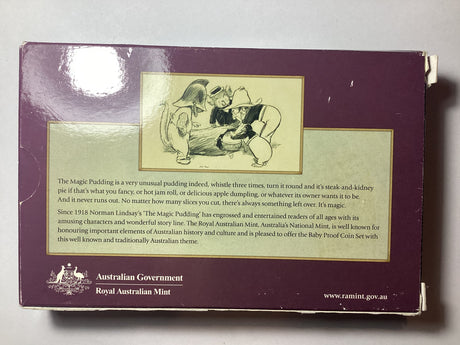 The Magic Pudding is a very unusual pudding indeed, whistle three times, turn it round and it's steak-and-kidney
pie if that's what you fancy, or hot jam roll, or delicious apple dumpling, or whatever its owner wants it to be.
And it never runs out. No matter how many slices you cut, there's always something left over. It's magic.
Since 1918 Norman Lindsay's 'The Magic Pudding' has engrossed and entertained readers of all ages with its
amusing characters and wonderful story line. The Royal Australian Mint, Australia's National Mint, is well known for
honouring important elements of Australian history and culture and is pleased to offer the Baby Proof Coin Set with
this well known and traditionally Australian theme.
Australian Government
Royal Australian Mint
www.ramint.gov.au